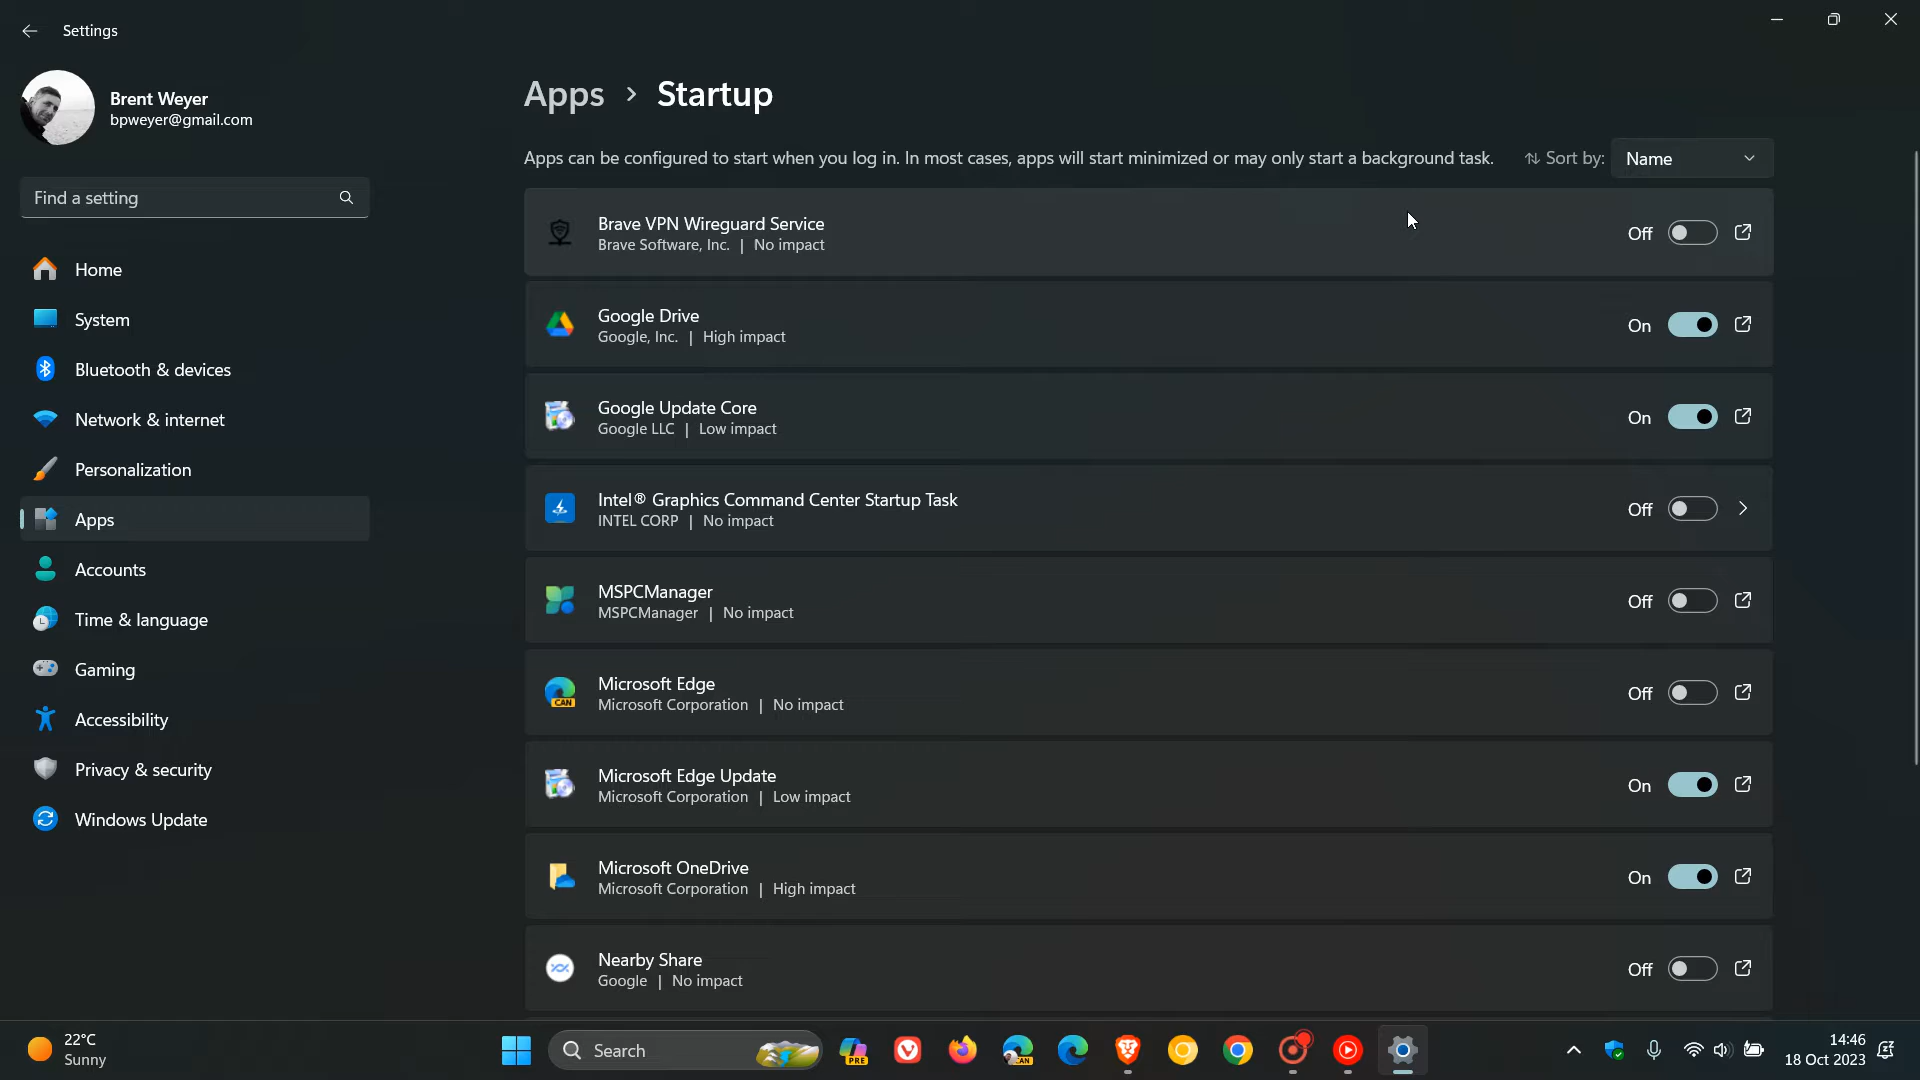 Settings
Brent Weyer
bpweyer@gmail.com
Find a setting
Home
System
Bluetooth & devices
Network & internet
Personalization
Apps
Accounts
Time & language
Gaming
Accessibility
Privacy & security
Windows Update
Apps > Startup
Apps can be configured to start when you log in. In most cases, apps will start minimized or may only start a background task.
Sort by: Name
Brave VPN Wireguard Service
Brave Software, Inc. | No impact
Off
Google Drive
Google, Inc. | High impact
On
Google Update Core
Google LLC | Low impact
On
Intel® Graphics Command Center Startup Task
INTEL CORP | No impact
Off
MSPCManager
MSPCManager | No impact
Off
CAN
Microsoft Edge
Microsoft Corporation | No impact
Off
Microsoft Edge Update
Microsoft Corporation | Low impact
On
Microsoft OneDrive
Microsoft Corporation | High impact
On
Nearby Share
Google | No impact
Off
22°C
Sunny
Search
PRE
CAN
14:46
18 Oct 2023